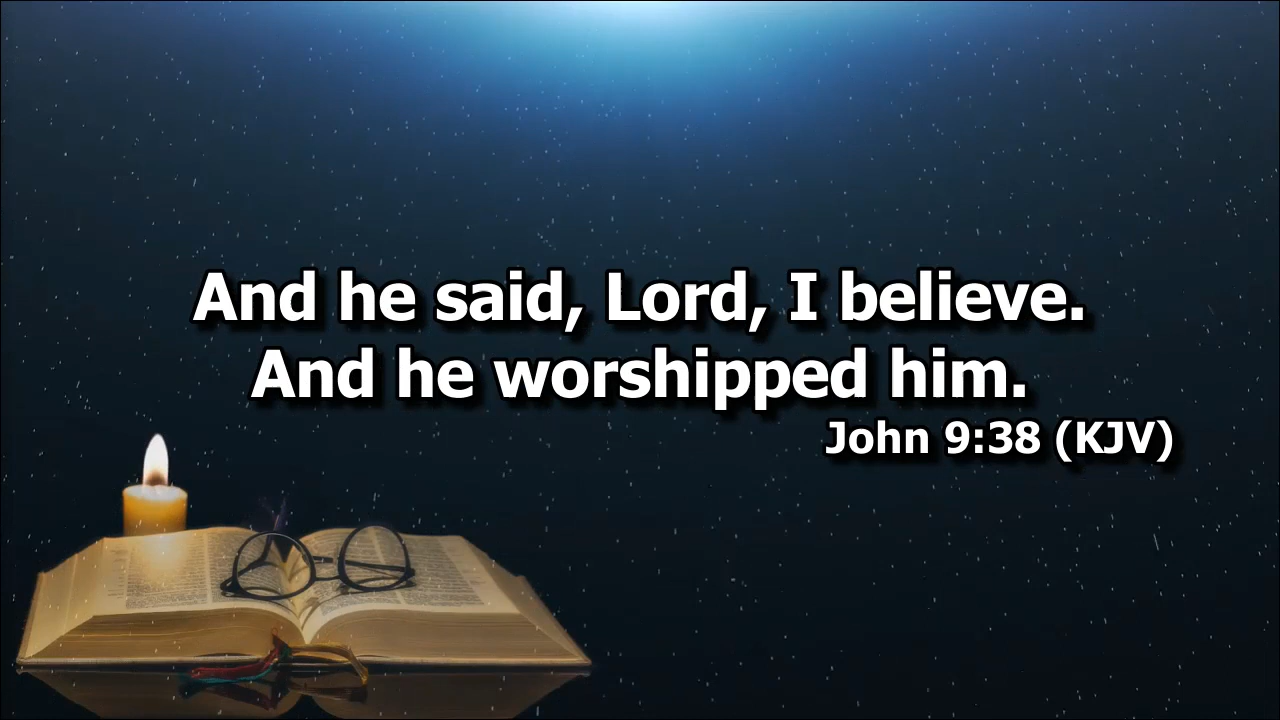 And he said, Lord, I believe.
And he worshipped him.
John 9:38 (KJV)